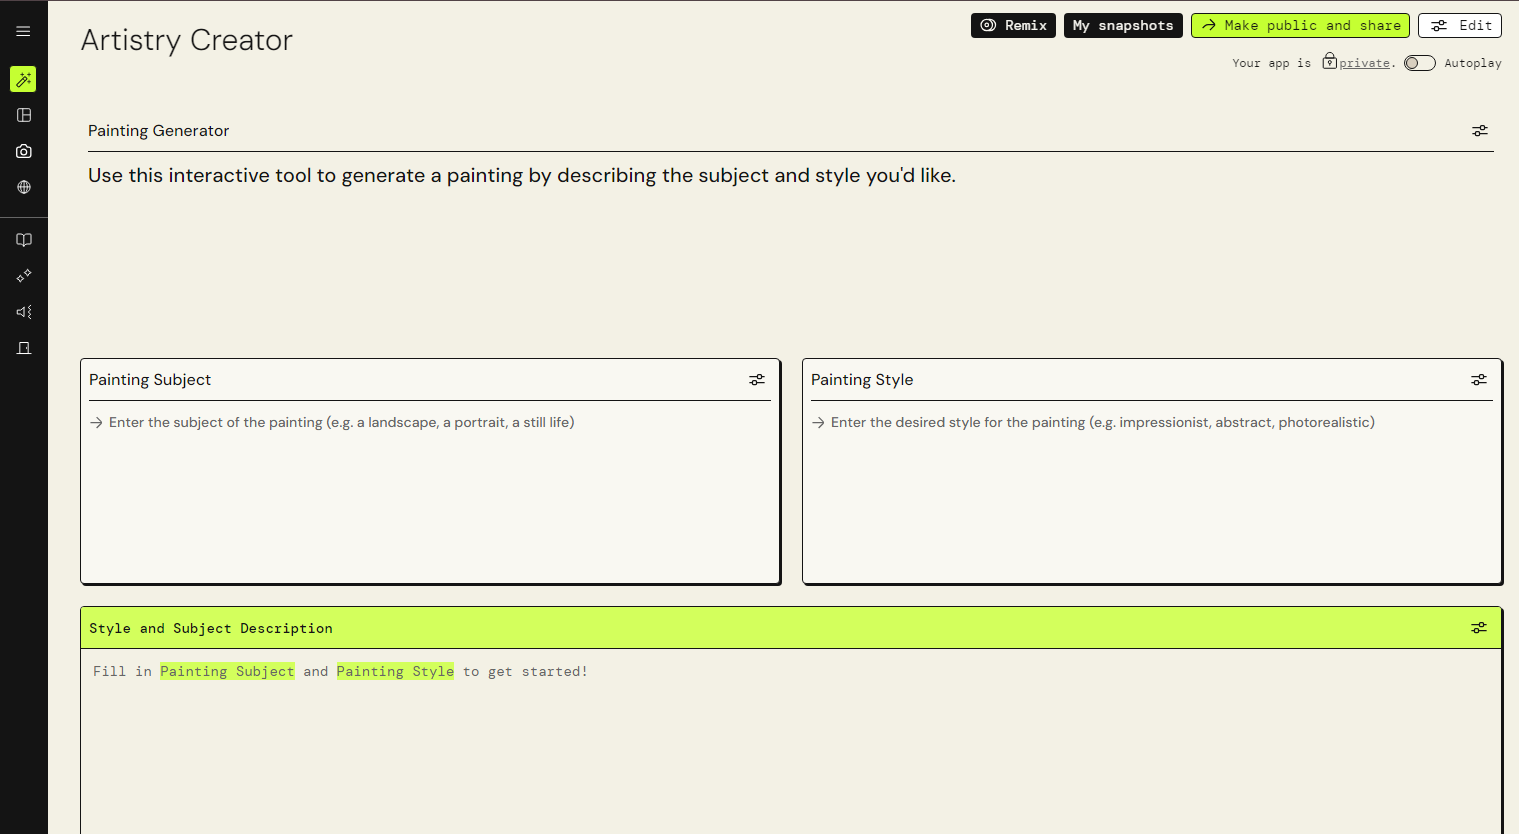 Artistry Creator
Remix
My snapshots
Make public and share
Edit
Your app is private.
Autoplay
Painting Generator
Use this interactive tool to generate a painting by describing the subject and style you'd like.
Painting Subject
Enter the subject of the painting (e.g. a landscape, a portrait, a still life)
Painting Style
Enter the desired style for the painting (e.g. impressionist, abstract, photorealistic)
Style and Subject Description
Fill in Painting Subject and Painting Style to get started!